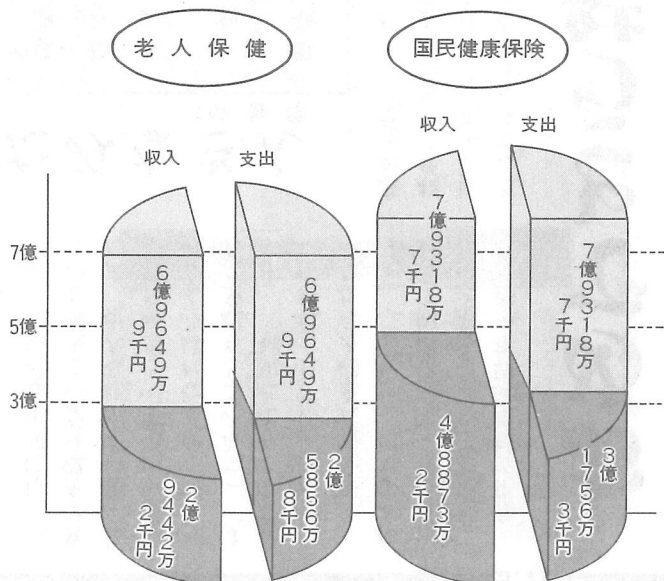 老人保健
国民健康保険
収入
支出
収入
支出
7億
5億
3億
6億9649万
9千円
6億9649万
9千円
7億9318万
7千円
7億9318万
7千円
2億
9442万
2千円
2億
5856万
8千円
4億8873万
2千円
3億
1756万
3千円